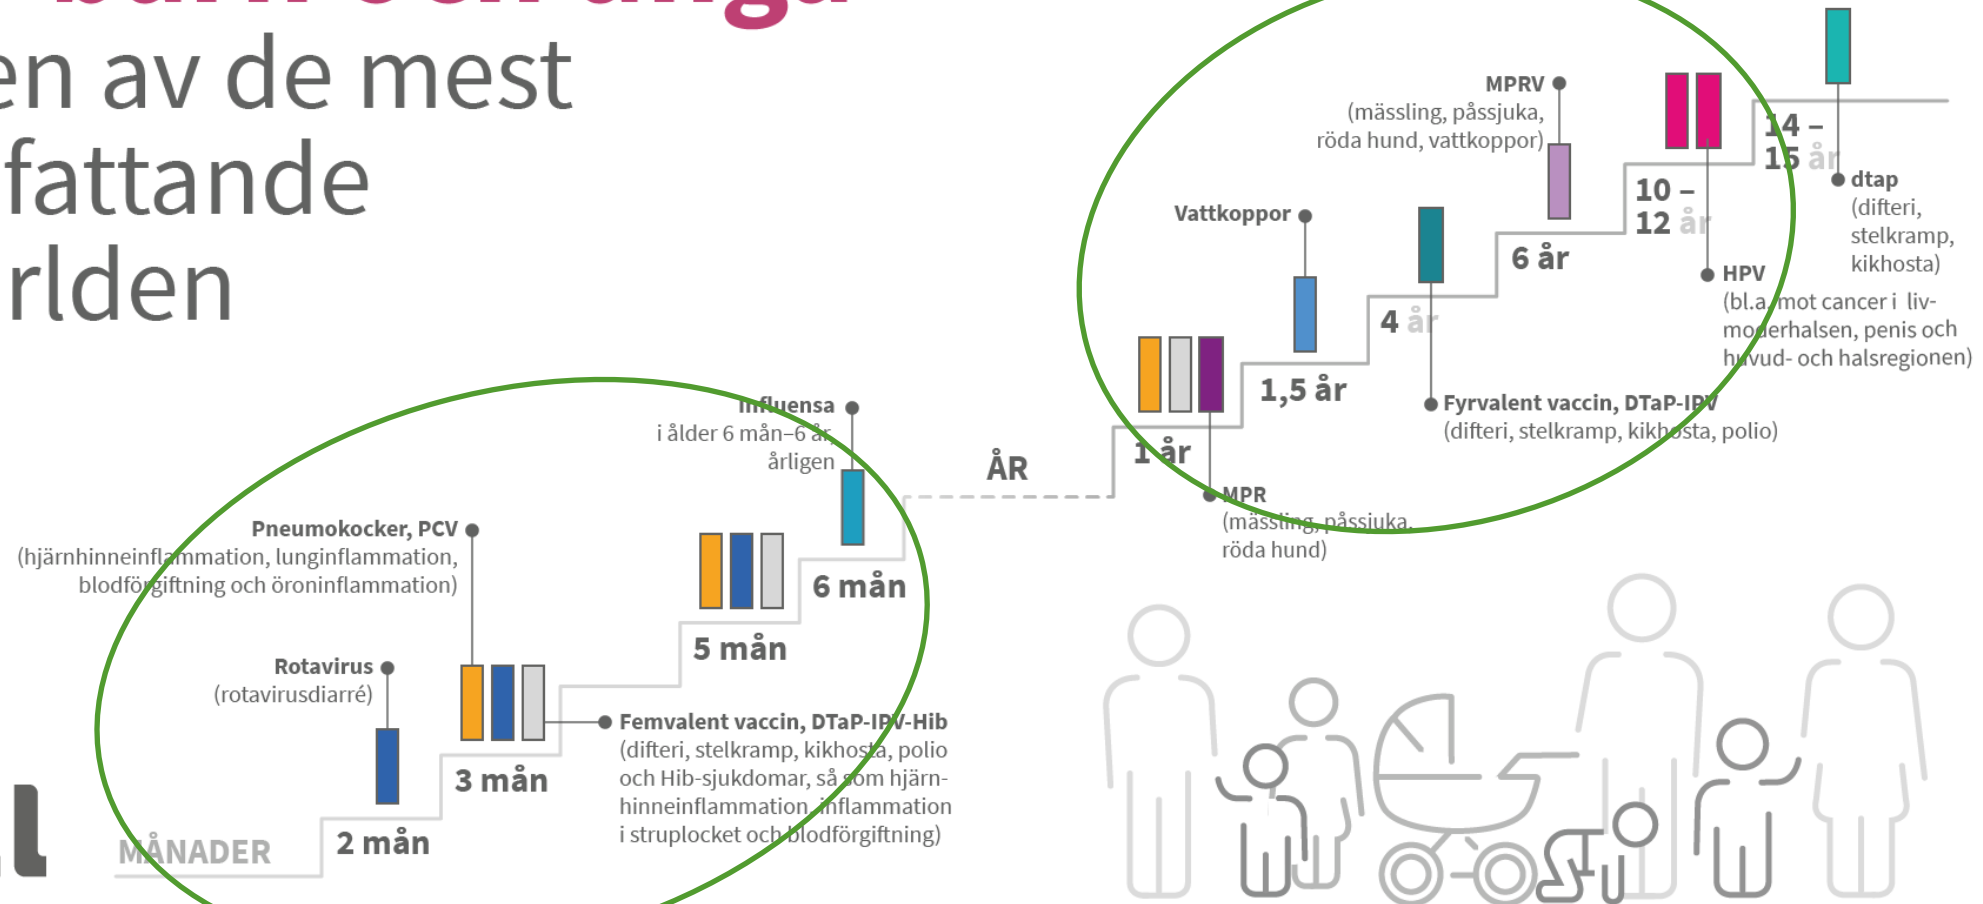 barn och unga
en av de mest
fattande
rlden
MÅNADER
2 mån
Rotavirus
(rotavirusdiarré)
3 mån
Pneumokocker, PCV
(hjärnhinneinflammation, lunginflammation,
blodförgiftning och öroninflammation)
Femvalent vaccin, DTaP-IPV-Hib
(difteri, stelkramp, kikhosta, polio
och Hib-sjukdomar, så som hjärn-
hinneinflammation, inflammation
i struplocket och blodförgiftning)
5 mån
6 mån
Influensa
i ålder 6 mån–6 år,
årligen
ÅR
1 år
MPR
(mässling, påssjuka,
röda hund)
1,5 år
Vattkoppor
4 år
Fyrvalent vaccin, DTaP-IPV
(difteri, stelkramp, kikhosta, polio)
6 år
MPRV
(mässling, påssjuka,
röda hund, vattkoppor)
10 –
12 år
HPV
(bl.a. mot cancer i liv-
moderhalsen, penis och
huvud- och halsregionen)
14 –
15 år
dtap
(difteri,
stelkramp,
kikhosta)